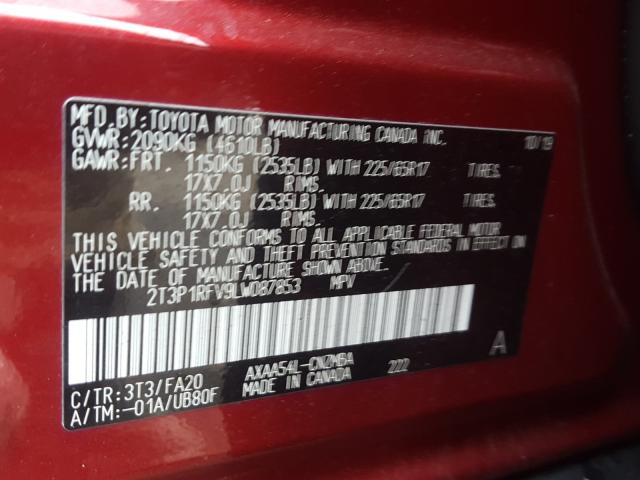 MFD.BY:TOYOTA MOTOR MANUFACTURING CANADA INC. 10/19
GVWR:2090KG (4610LB)
GAWR:FRT. 1150KG (2535LB) WITH 225/65R17 TIRES,
17X7.0J RIMS.
RR. 1150KG (2535LB) WITH 225/65R17 TIRES,
17X7.0J RIMS.
THIS VEHICLE CONFORMS TO ALL APPLICABLE FEDERAL MOTOR
VEHICLE SAFETY AND THEFT PREVENTION STANDARDS IN EFFECT ON
THE DATE OF MANUFACTURE SHOWN ABOVE.
2T3P1RFV9LW087853 MPV
A
C/TR:3T3/FA20 AXAA54L-CNZMBA 222
A/TM:-01A/UB80F MADE IN CANADA